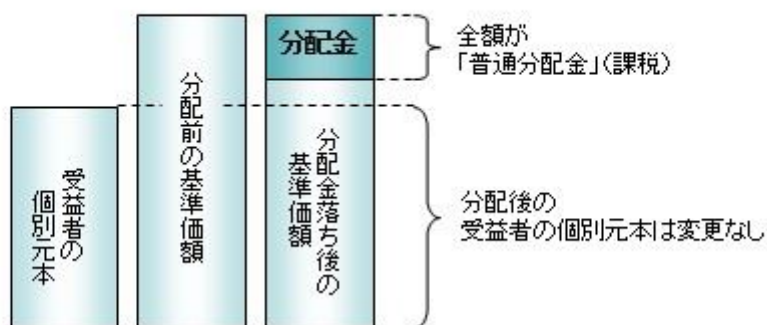 受益者の
個別元本
分配前の基準価額
分配金
分配金落ち後の
基準価額
全額が
「普通分配金」(課税)
分配後の
受益者の個別元本は変更なし